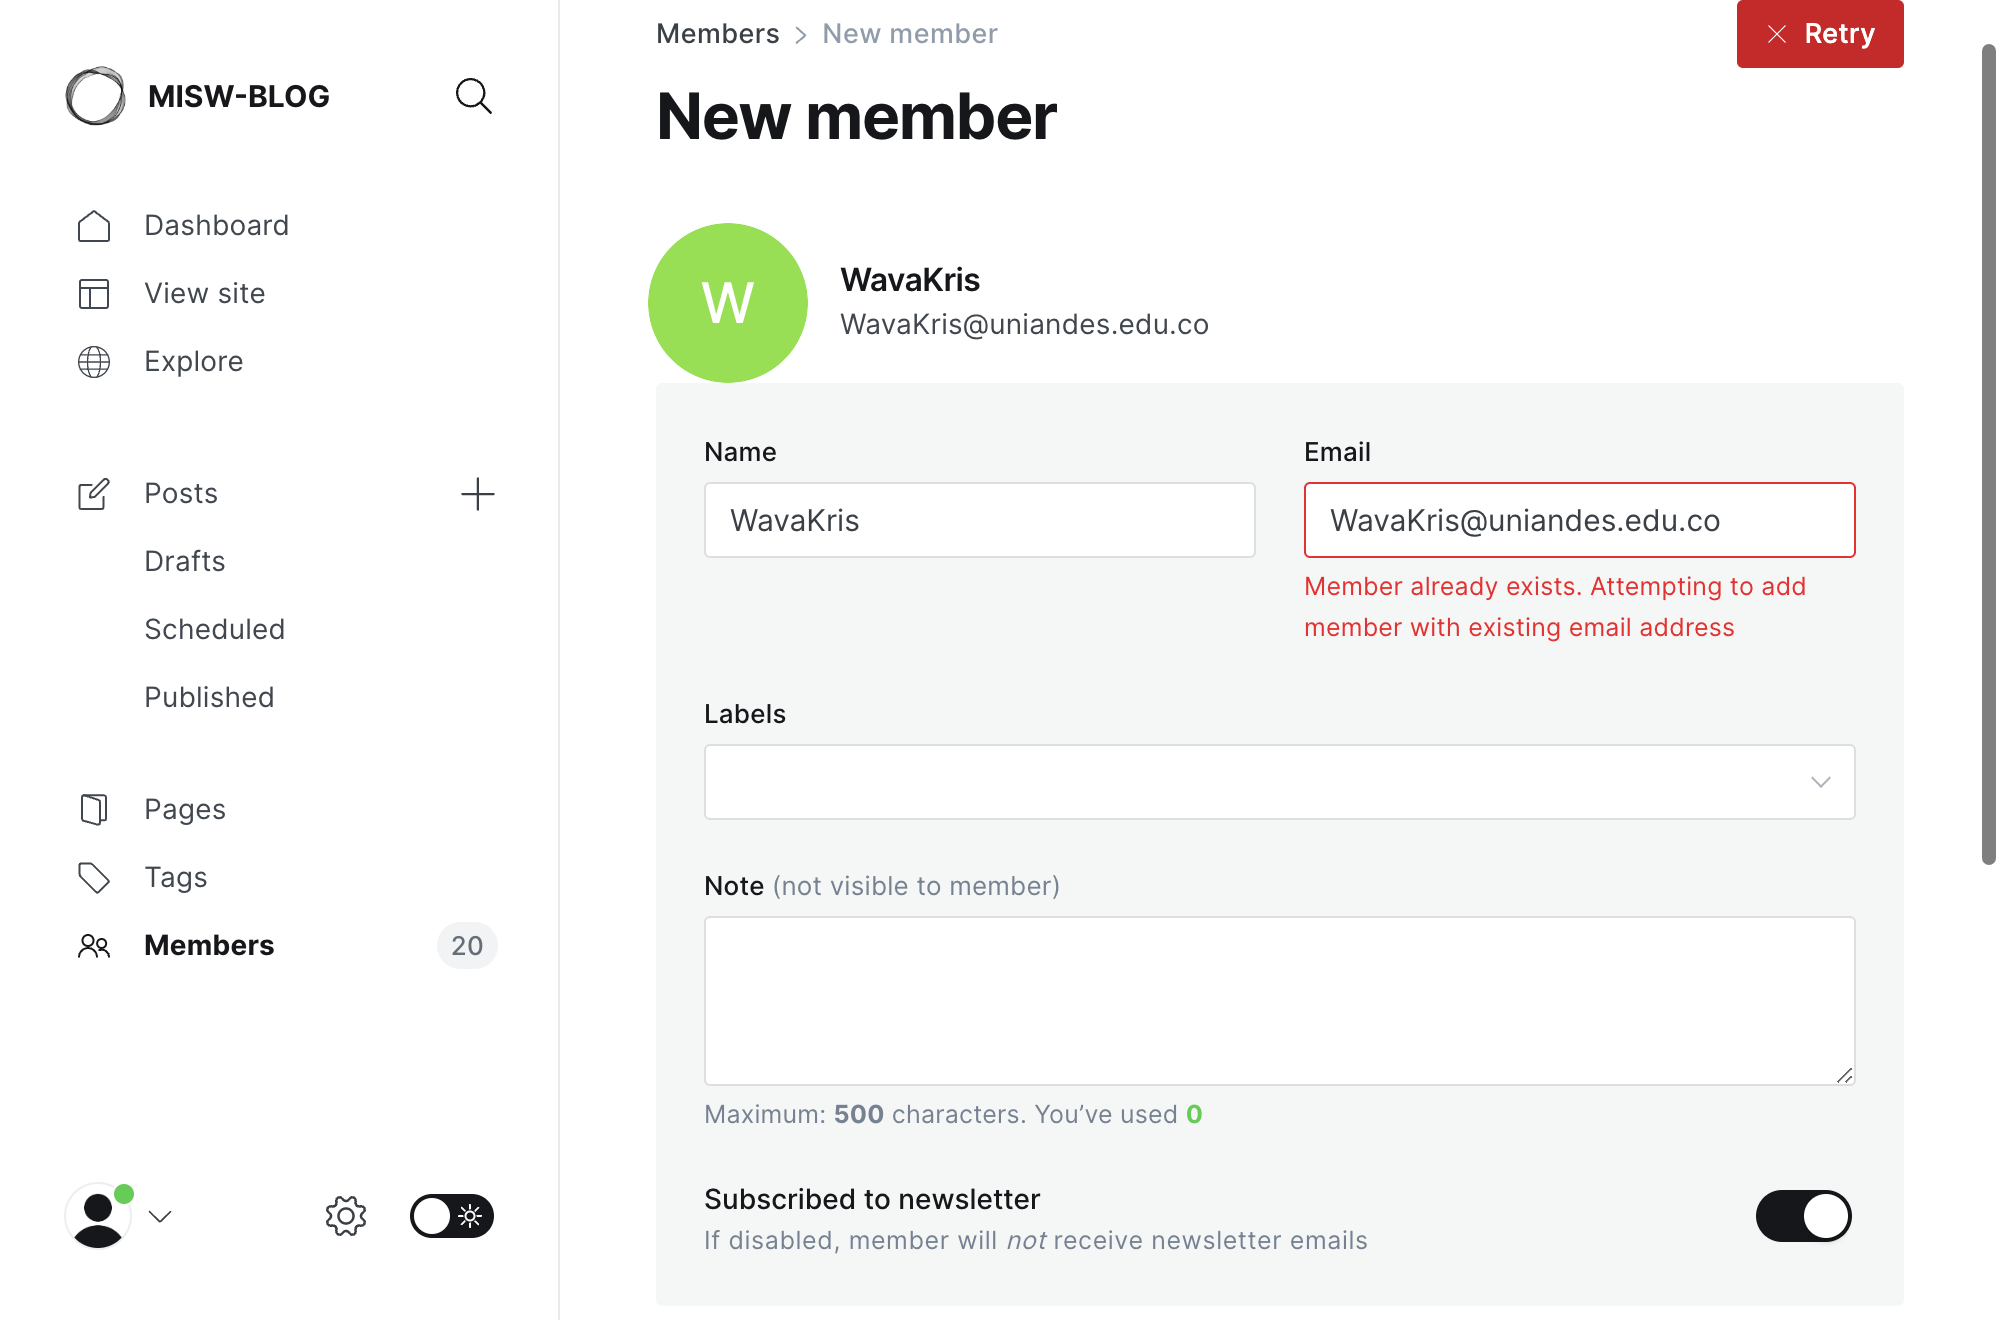 MISW-BLOG
Dashboard
View site
Explore
Posts
Drafts
Scheduled
Published
Pages
Tags
Members 20
Members > New member
Retry
New member
W
WavaKris
WavaKris@uniandes.edu.co
Name
WavaKris
Email
WavaKris@uniandes.edu.co
Member already exists. Attempting to add
member with existing email address
Labels
Note (not visible to member)
Maximum: 500 characters. You’ve used 0
Subscribed to newsletter
If disabled, member will not receive newsletter emails